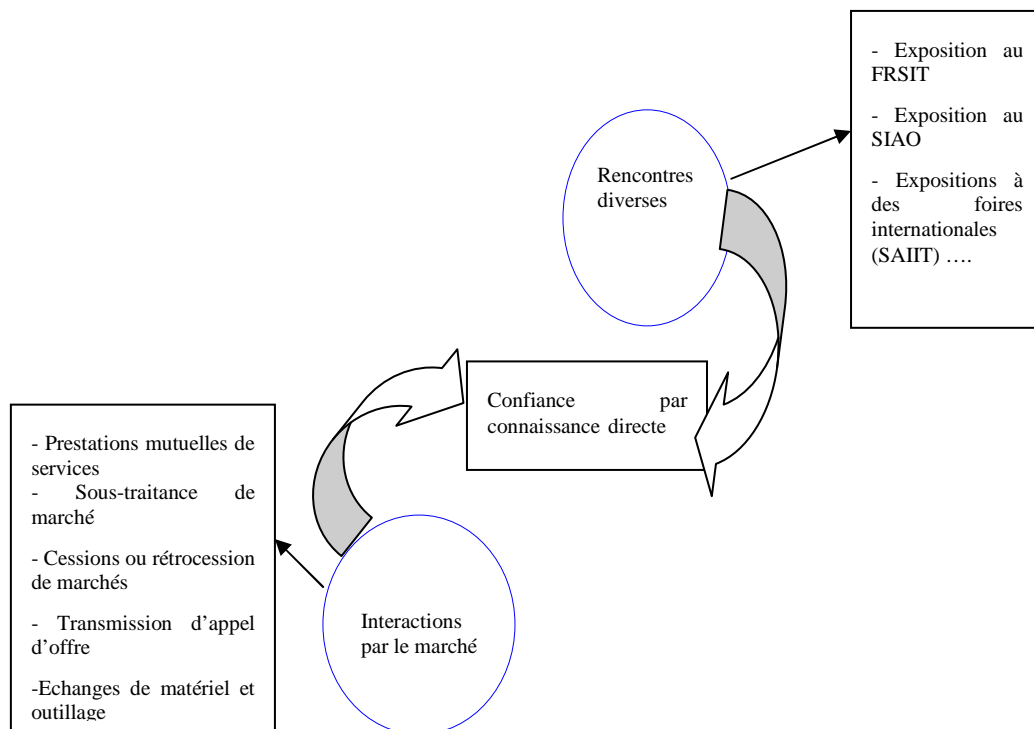 - Exposition au
FRSIT
- Exposition au
SIAO
- Expositions à
des foires
internationales
(SAIIT) ….
Rencontres
diverses
Confiance par
connaissance directe
- Prestations mutuelles de
services
- Sous-traitance de
marché
- Cessions ou rétrocession
de marchés
- Transmission d’appel
d’offre
-Echanges de matériel et
outillage
Interactions
par le marché